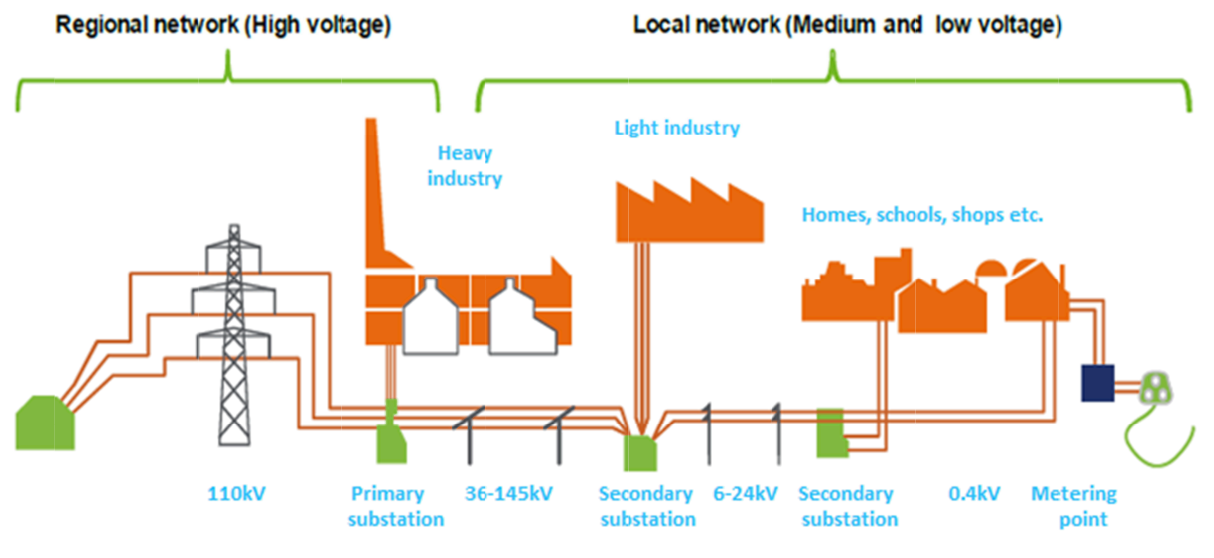 Regional network (High voltage)
Local network (Medium and low voltage)
Light industry
Heavy
industry
Homes, schools, shops etc.
110kV
Primary
substation
36-145kV
Secondary
substation
6-24kV
Secondary
substation
0.4kV
Metering
point